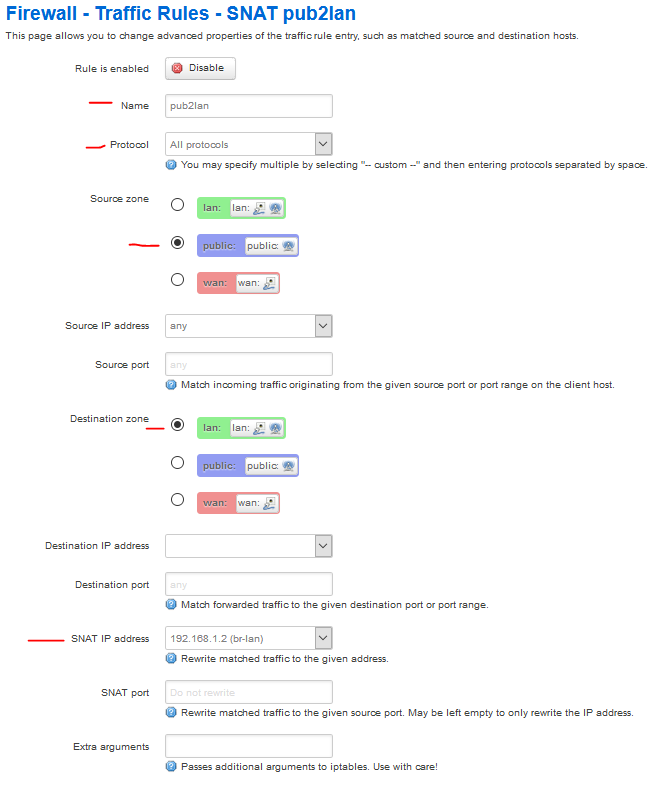 Firewall - Traffic Rules - SNAT pub2lan
This page allows you to change advanced properties of the traffic rule entry, such as matched source and destination hosts.
Rule is enabled Disable
Name pub2lan
Protocol All protocols
You may specify multiple by selecting "-- custom --" and then entering protocols separated by space.
Source zone
lan: lan:
public: public:
wan: wan:
Source IP address any
Source port any
Match incoming traffic originating from the given source port or port range on the client host.
Destination zone
lan: lan:
public: public:
wan: wan:
Destination IP address
Destination port any
Match forwarded traffic to the given destination port or port range.
SNAT IP address 192.168.1.2 (br-lan)
Rewrite matched traffic to the given address.
SNAT port Do not rewrite
Rewrite matched traffic to the given source port. May be left empty to only rewrite the IP address.
Extra arguments
Passes additional arguments to iptables. Use with care!